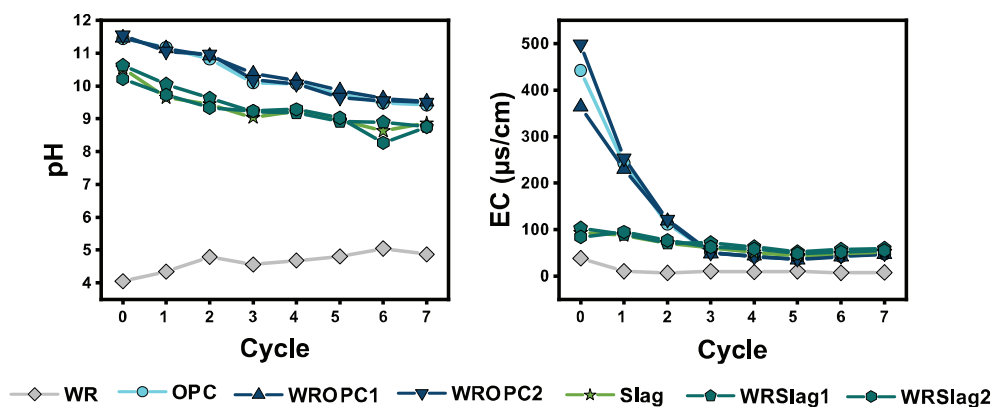 12
11
10
9
8
7
6
5
4
pH
0 1 2 3 4 5 6 7
Cycle
500
400
300
200
100
0
EC (µs/cm)
0 1 2 3 4 5 6 7
Cycle
WR OPC WROPC1 WROPC2 Slag WRSlag1 WRSlag2